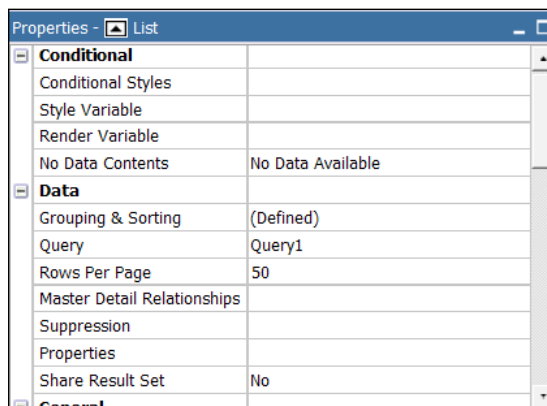 Properties - List
Conditional
Conditional Styles
Style Variable
Render Variable
No Data Contents No Data Available
Data
Grouping & Sorting (Defined)
Query Query1
Rows Per Page 50
Master Detail Relationships
Suppression
Properties
Share Result Set No
General